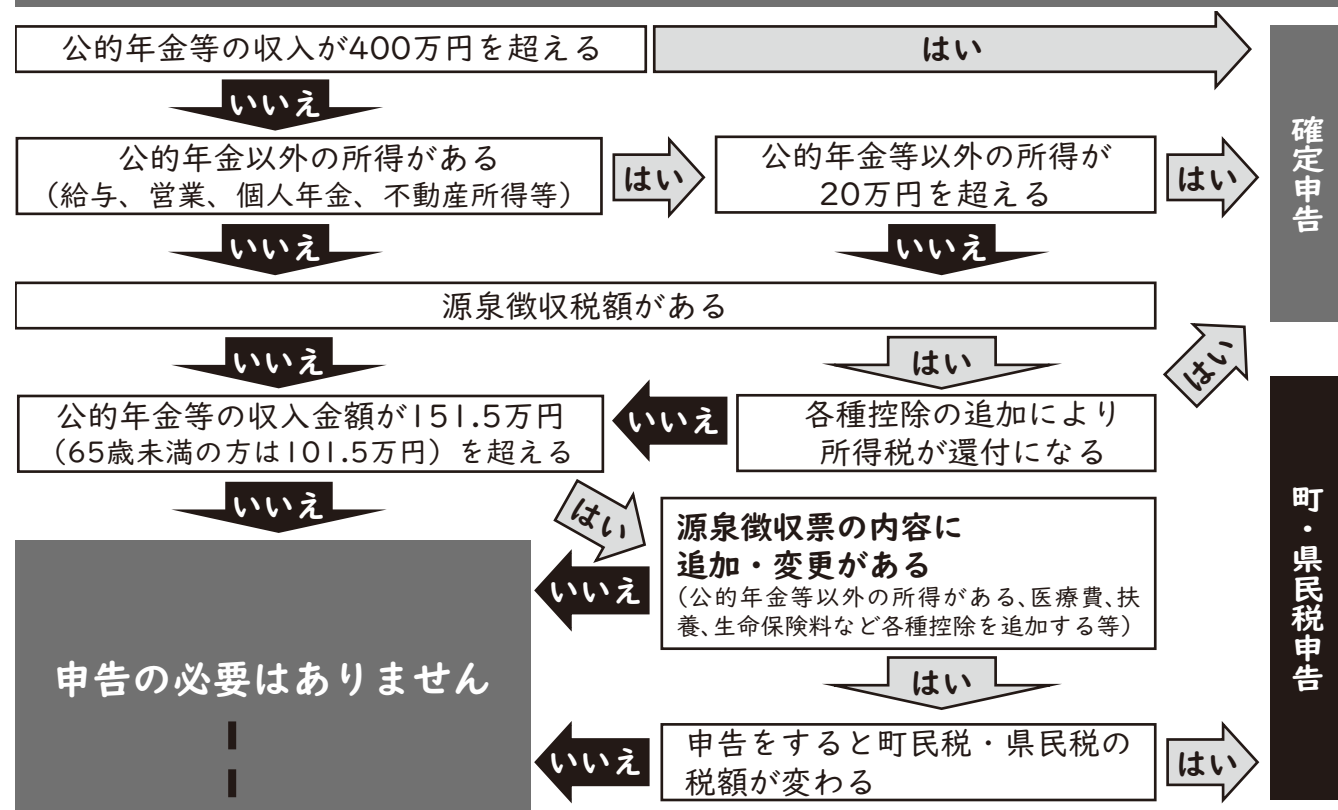 公的年金等の収入が400万円を超える
はい
いいえ
公的年金以外の所得がある
（給与、営業、個人年金、不動産所得等）
はい
公的年金等以外の所得が
20万円を超える
はい
確定申告
いいえ
いいえ
源泉徴収税額がある
いいえ
はい
はい
公的年金等の収入金額が151.5万円
（65歳未満の方は101.5万円）を超える
いいえ
各種控除の追加により
所得税が還付になる
いいえ
はい
源泉徴収票の内容に
追加・変更がある
（公的年金等以外の所得がある、医療費、扶
養、生命保険料など各種控除を追加する等）
いいえ
町・県民税申告
申告の必要はありません
はい
いいえ
申告をすると町民税・県民税の
税額が変わる
はい